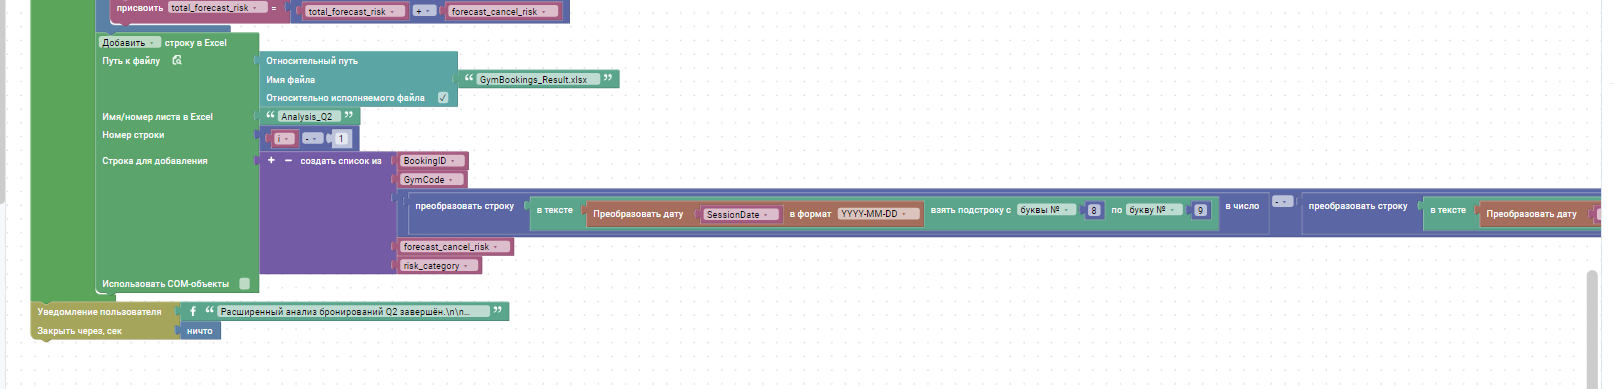 присвоить total_forecast_risk = total_forecast_risk + forecast_cancel_risk
Добавить строку в Excel
Путь к файлу Относительный путь
Имя файла “ GymBookings_Result.xlsx ”
Относительно исполняемого файла
Имя/номер листа в Excel “ Analysis_Q2 ”
Номер строки i - 1
Строка для добавления + − создать список из BookingID
GymCode
преобразовать строку в тексте Преобразовать дату SessionDate в формат YYYY-MM-DD взять подстроку с буквы № 8 по букву № 9 в число - преобразовать строку в тексте Преобразовать дату
forecast_cancel_risk
risk_category
Использовать COM-объекты
Уведомление пользователя f “ Расширенный анализ бронирований Q2 завершён.\n\n... ”
Закрыть через, сек ничто